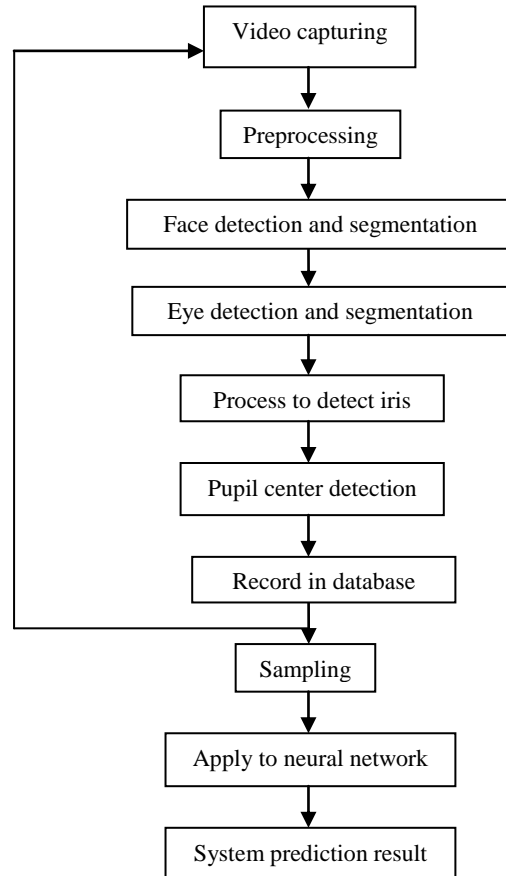 Video capturing
Preprocessing
Face detection and segmentation
Eye detection and segmentation
Process to detect iris
Pupil center detection
Record in database
Sampling
Apply to neural network
System prediction result